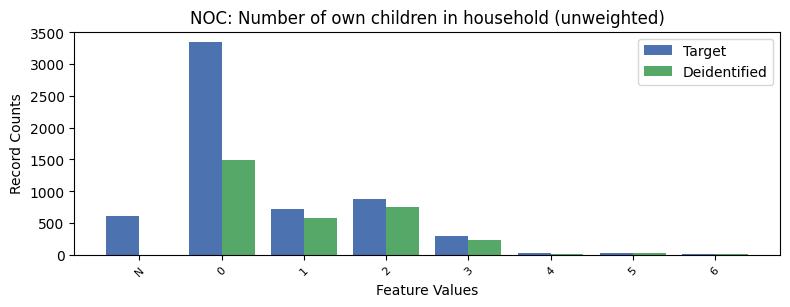 NOC: Number of own children in household (unweighted)
Target
Deidentified
Record Counts
3500
3000
2500
2000
1500
1000
500
0
N
0
1
2
3
4
5
6
Feature Values